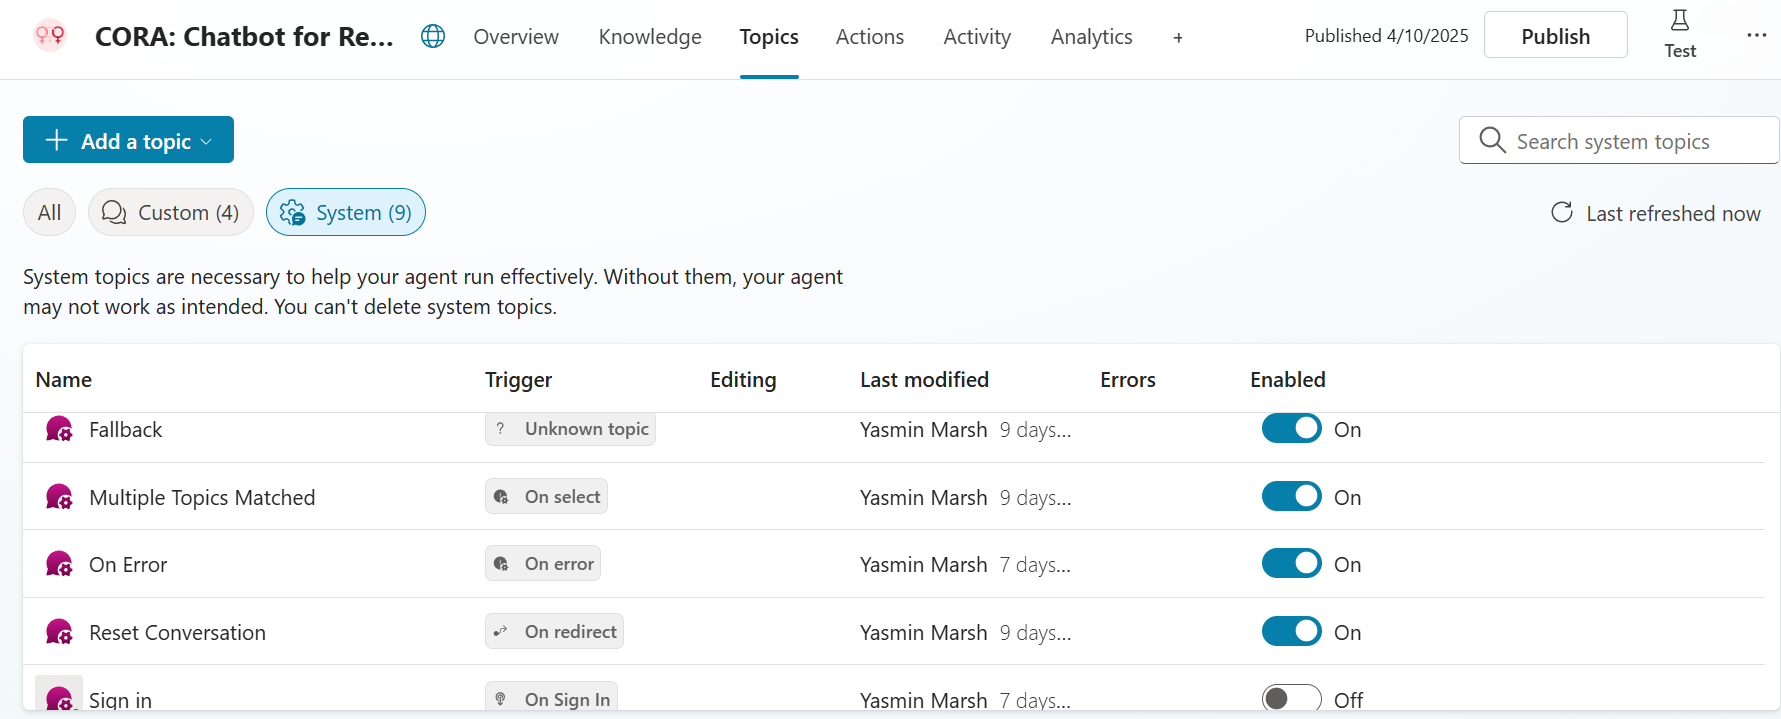 CORA: Chatbot for Re... Overview Knowledge Topics Actions Activity Analytics + Published 4/10/2025 Publish Test ...
Add a topic Search system topics
All Custom (4) System (9) Last refreshed now
System topics are necessary to help your agent run effectively. Without them, your agent
may not work as intended. You can't delete system topics.
Name Trigger Editing Last modified Errors Enabled
Fallback ? Unknown topic Yasmin Marsh 9 days... On
Multiple Topics Matched On select Yasmin Marsh 9 days... On
On Error On error Yasmin Marsh 7 days... On
Reset Conversation On redirect Yasmin Marsh 9 days... On
Sign in On Sign In Yasmin Marsh 7 days... Off